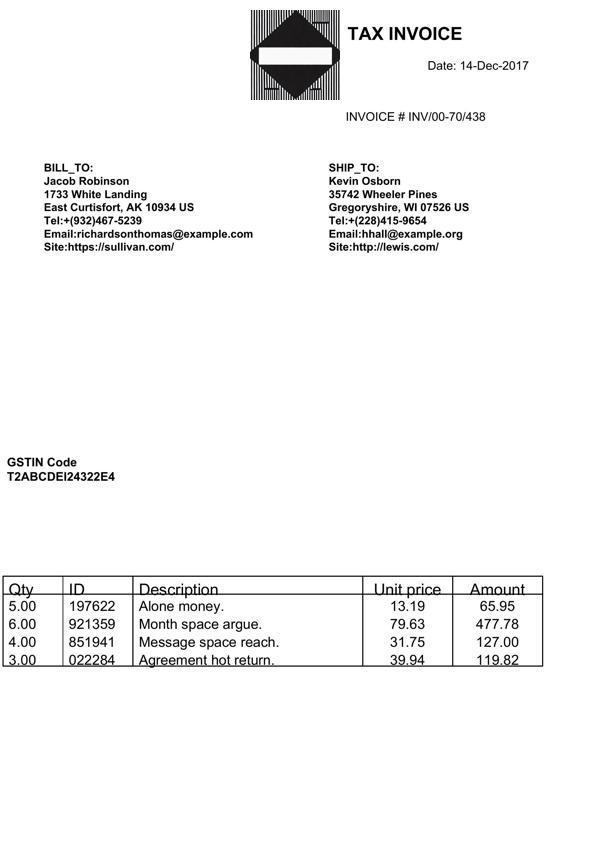 TAX INVOICE
Date: 14-Dec-2017
INVOICE # INV/00-70/438
BILL_TO:
Jacob Robinson
1733 White Landing
East Curtisfort, AK 10934 US
Tel:+(932)467-5239
Email:richardsonthomas@example.com
Site:https://sullivan.com/
SHIP_TO:
Kevin Osborn
35742 Wheeler Pines
Gregoryshire, WI 07526 US
Tel:+(228)415-9654
Email:hhall@example.org
Site:http://lewis.com/
GSTIN Code
T2ABCDEI24322E4
Qty ID Description Unit price Amount
5.00 197622 Alone money. 13.19 65.95
6.00 921359 Month space argue. 79.63 477.78
4.00 851941 Message space reach. 31.75 127.00
3.00 022284 Agreement hot return. 39.94 119.82